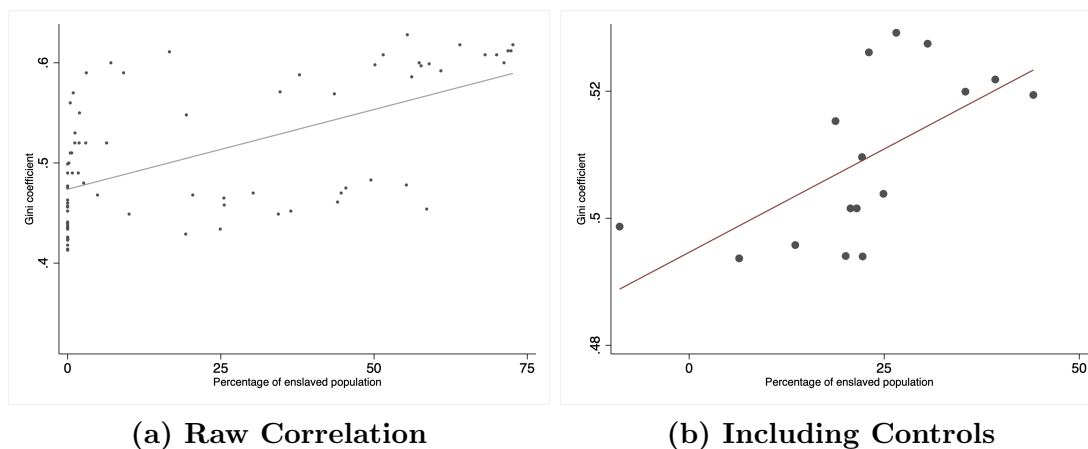 .6
.5
.4
Gini coefficient
0
25
50
75
Percentage of enslaved population
(a) Raw Correlation
.52
.5
.48
Gini coefficient
0
25
50
Percentage of enslaved population
(b) Including Controls